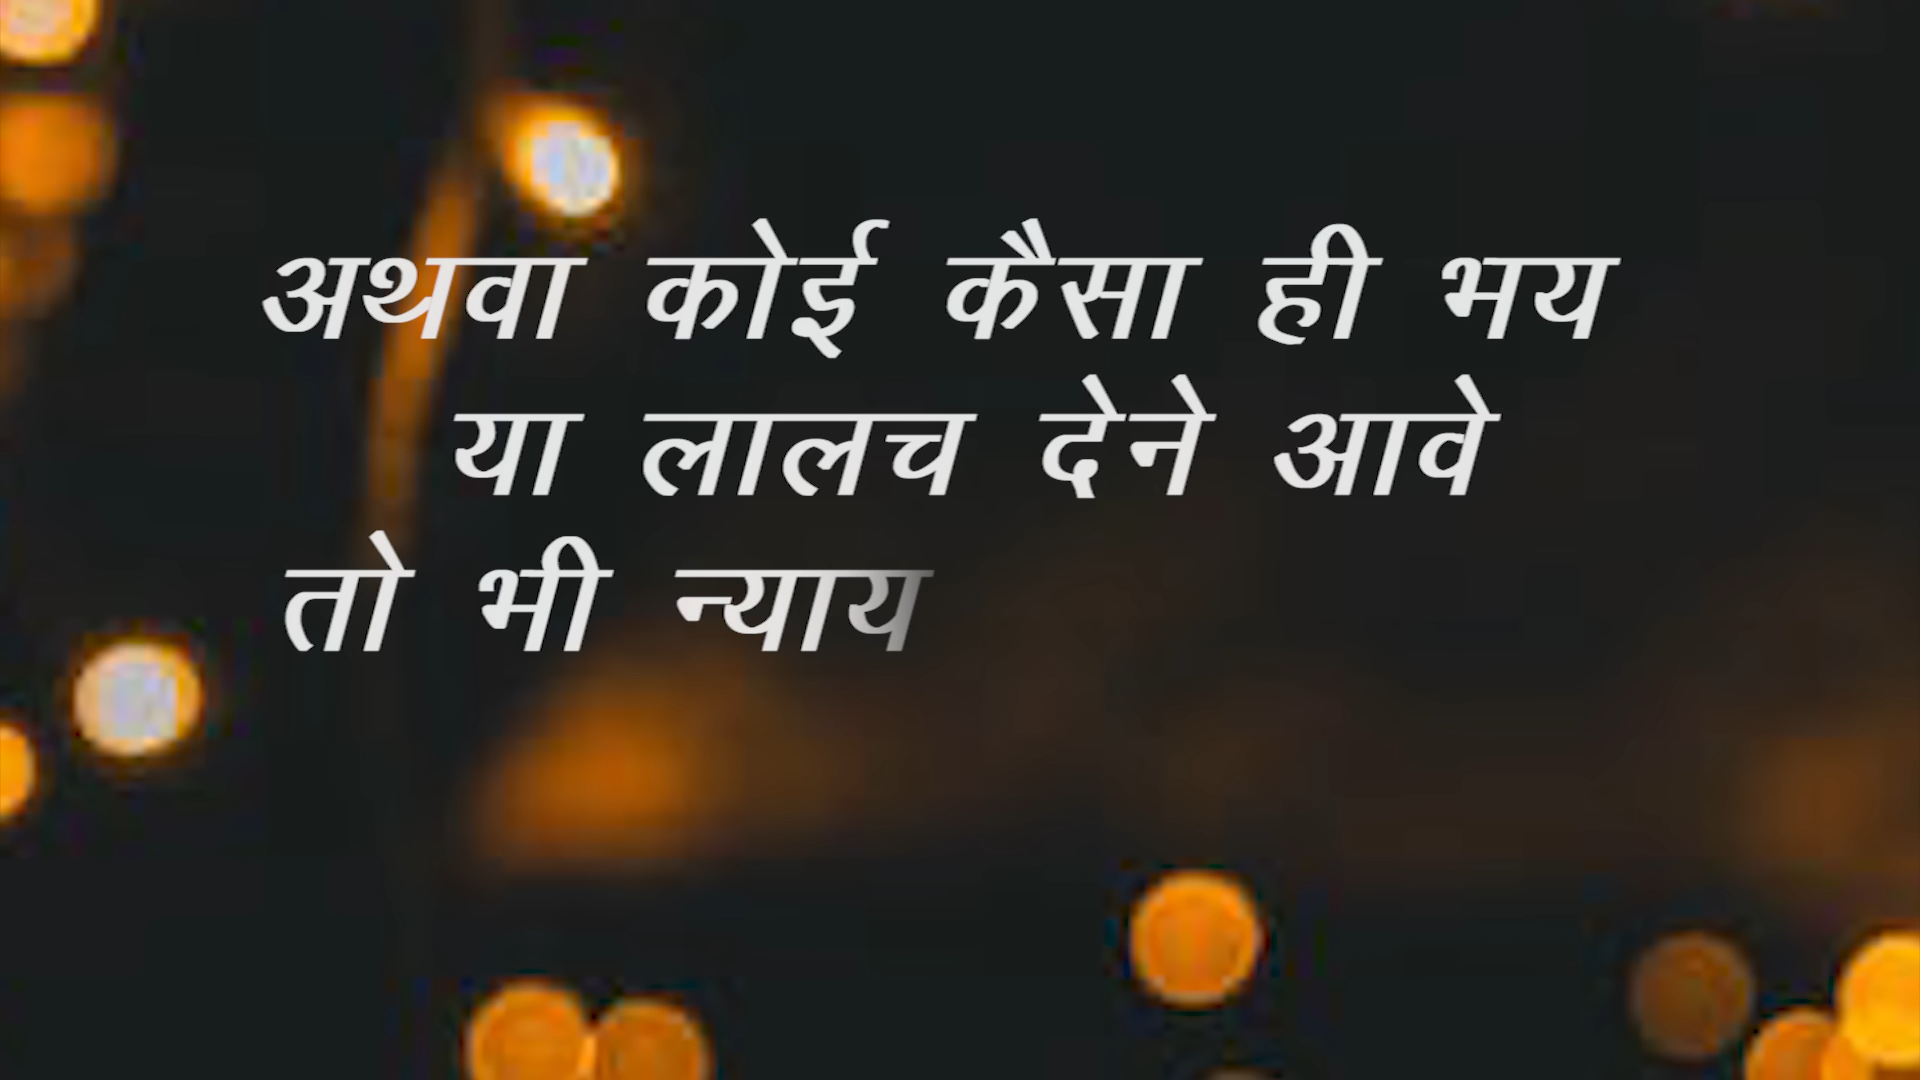 अथवा कोई कैसा ही भय
या लालच देने आवे
तो भी न्याय